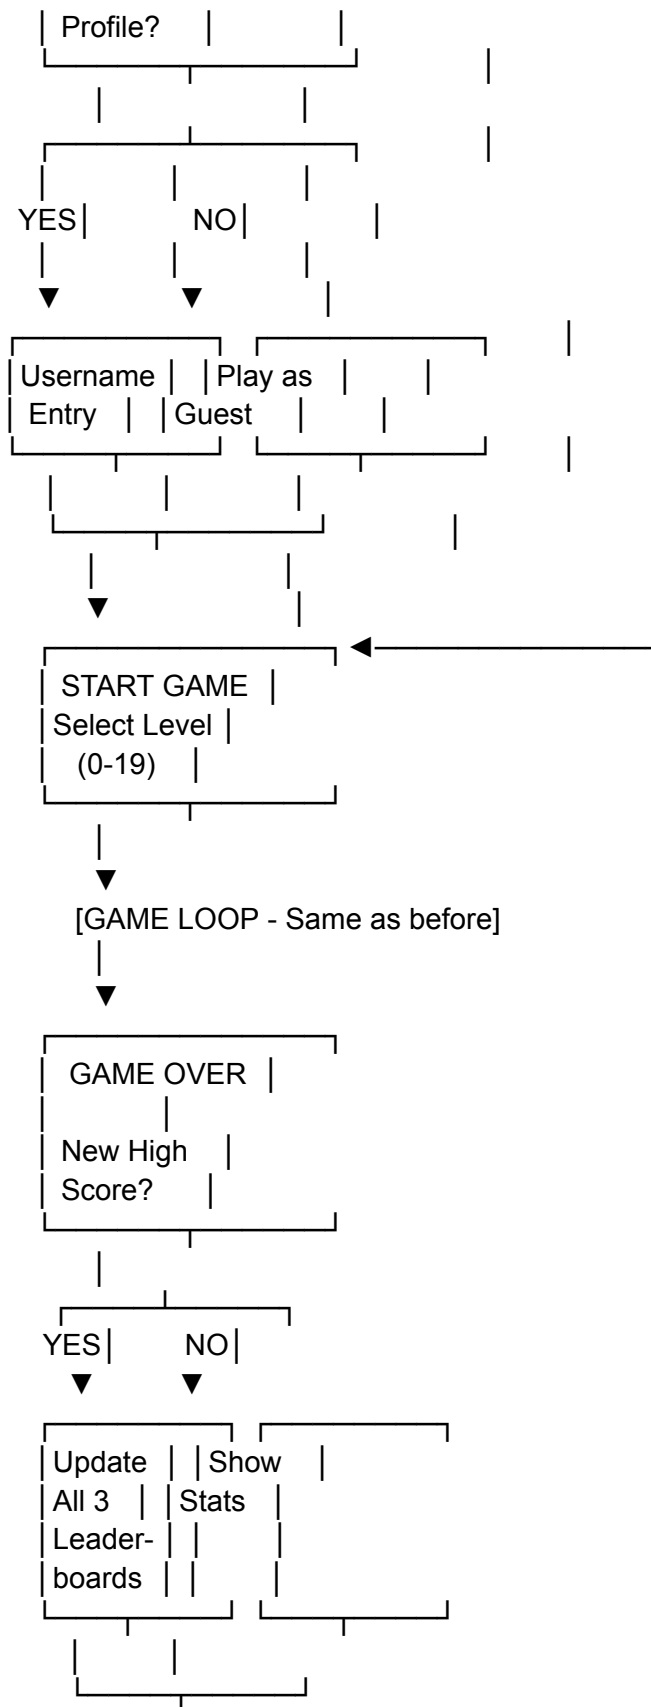 Profile?
YES NO
Username Play as
Entry Guest
START GAME
Select Level
(0-19)
[GAME LOOP - Same as before]
GAME OVER
New High
Score?
YES NO
Update Show
All 3 Stats
Leader-
boards